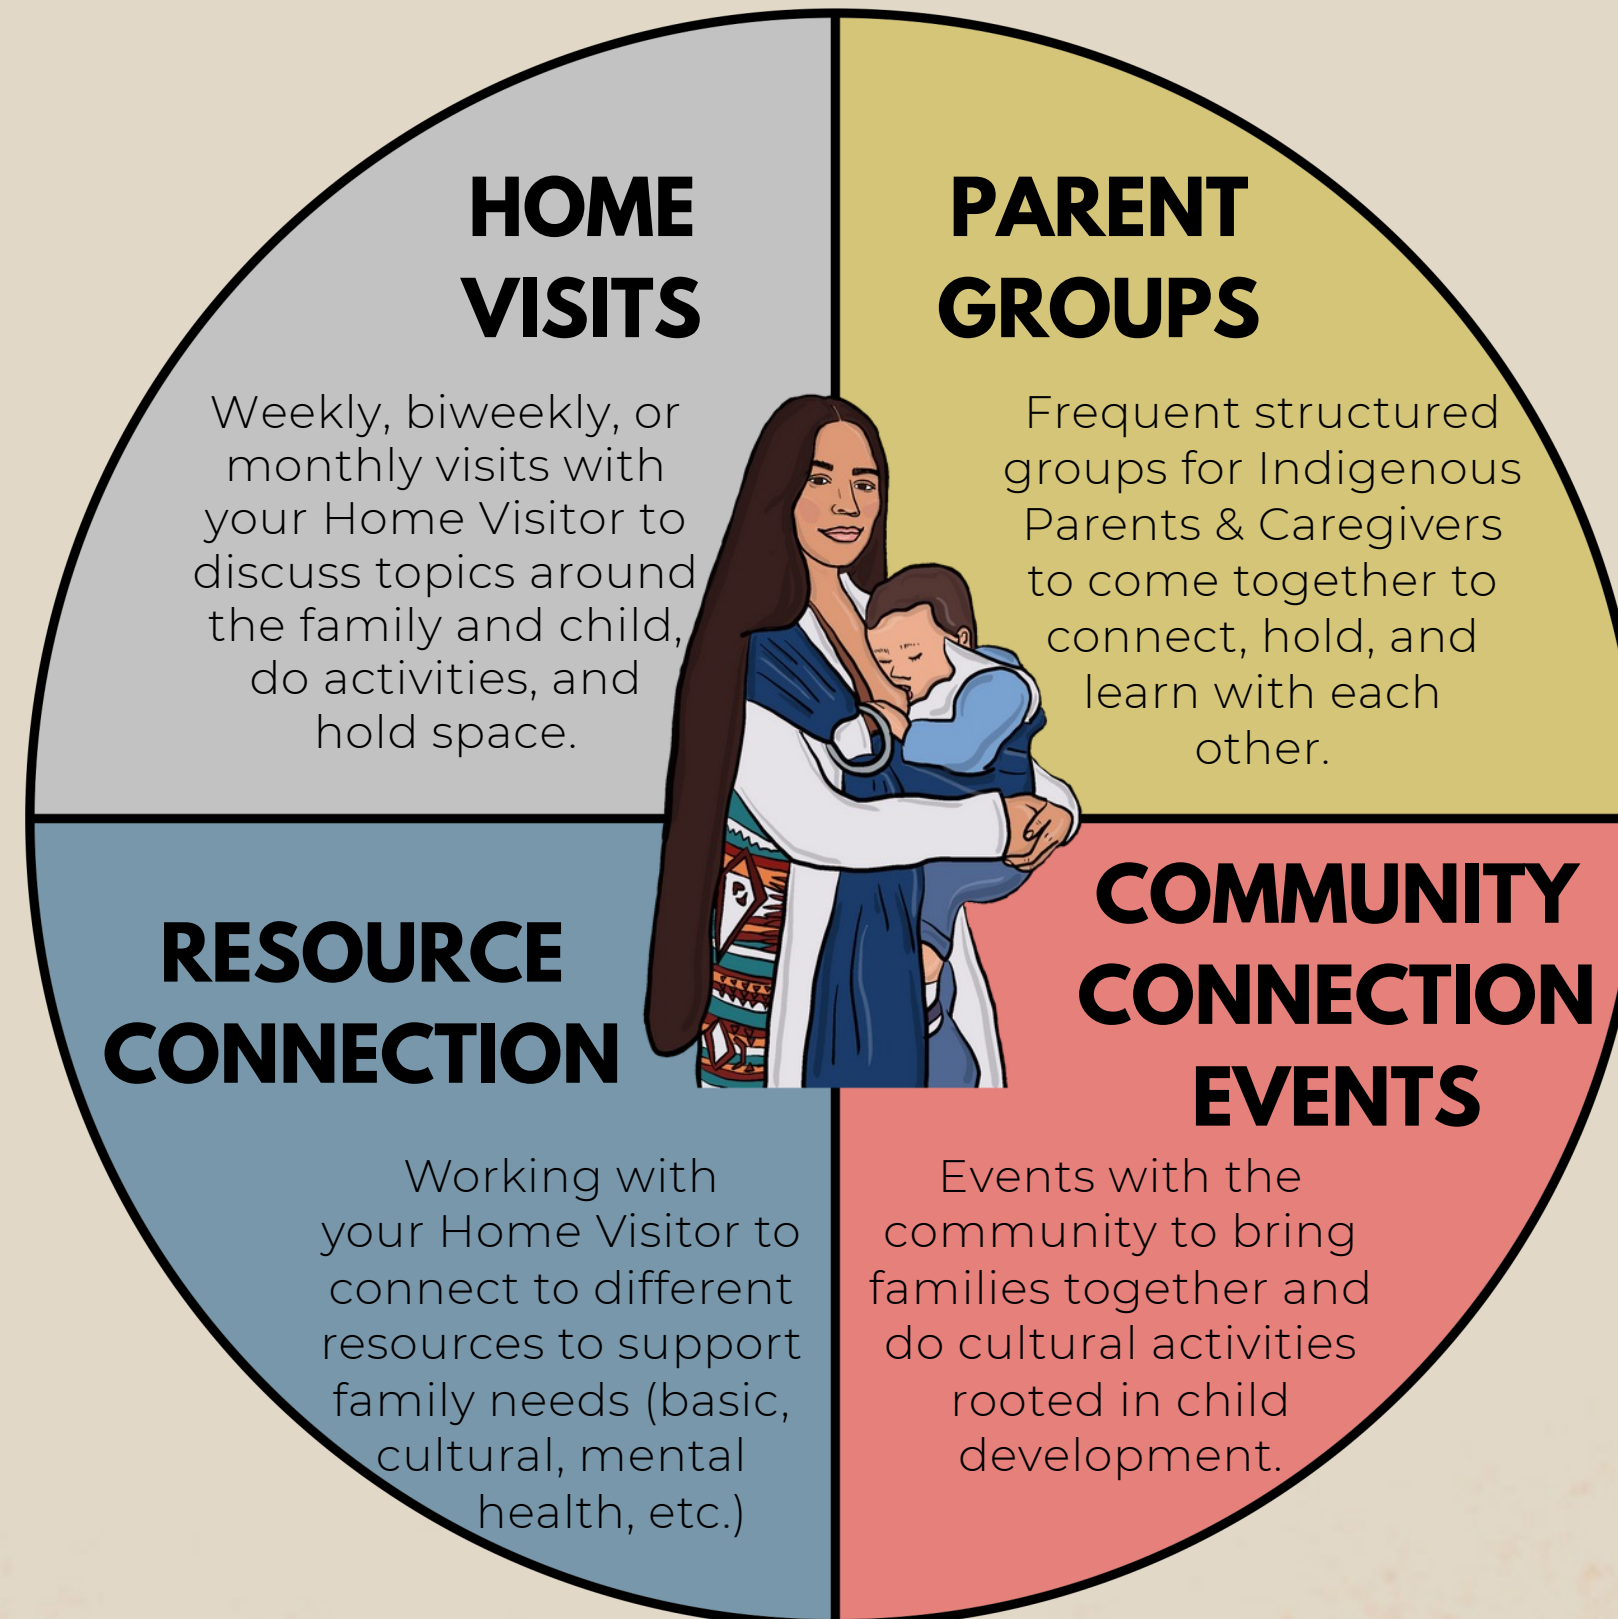 HOME
VISITS
Weekly, biweekly, or
monthly visits with
your Home Visitor to
discuss topics around
the family and child,
do activities, and
hold space.
PARENT
GROUPS
Frequent structured
groups for Indigenous
Parents & Caregivers
to come together to
connect, hold, and
learn with each
other.
RESOURCE
CONNECTION
Working with
your Home Visitor to
connect to different
resources to support
family needs (basic,
cultural, mental
health, etc.)
COMMUNITY
CONNECTION
EVENTS
Events with the
community to bring
families together and
do cultural activities
rooted in child
development.